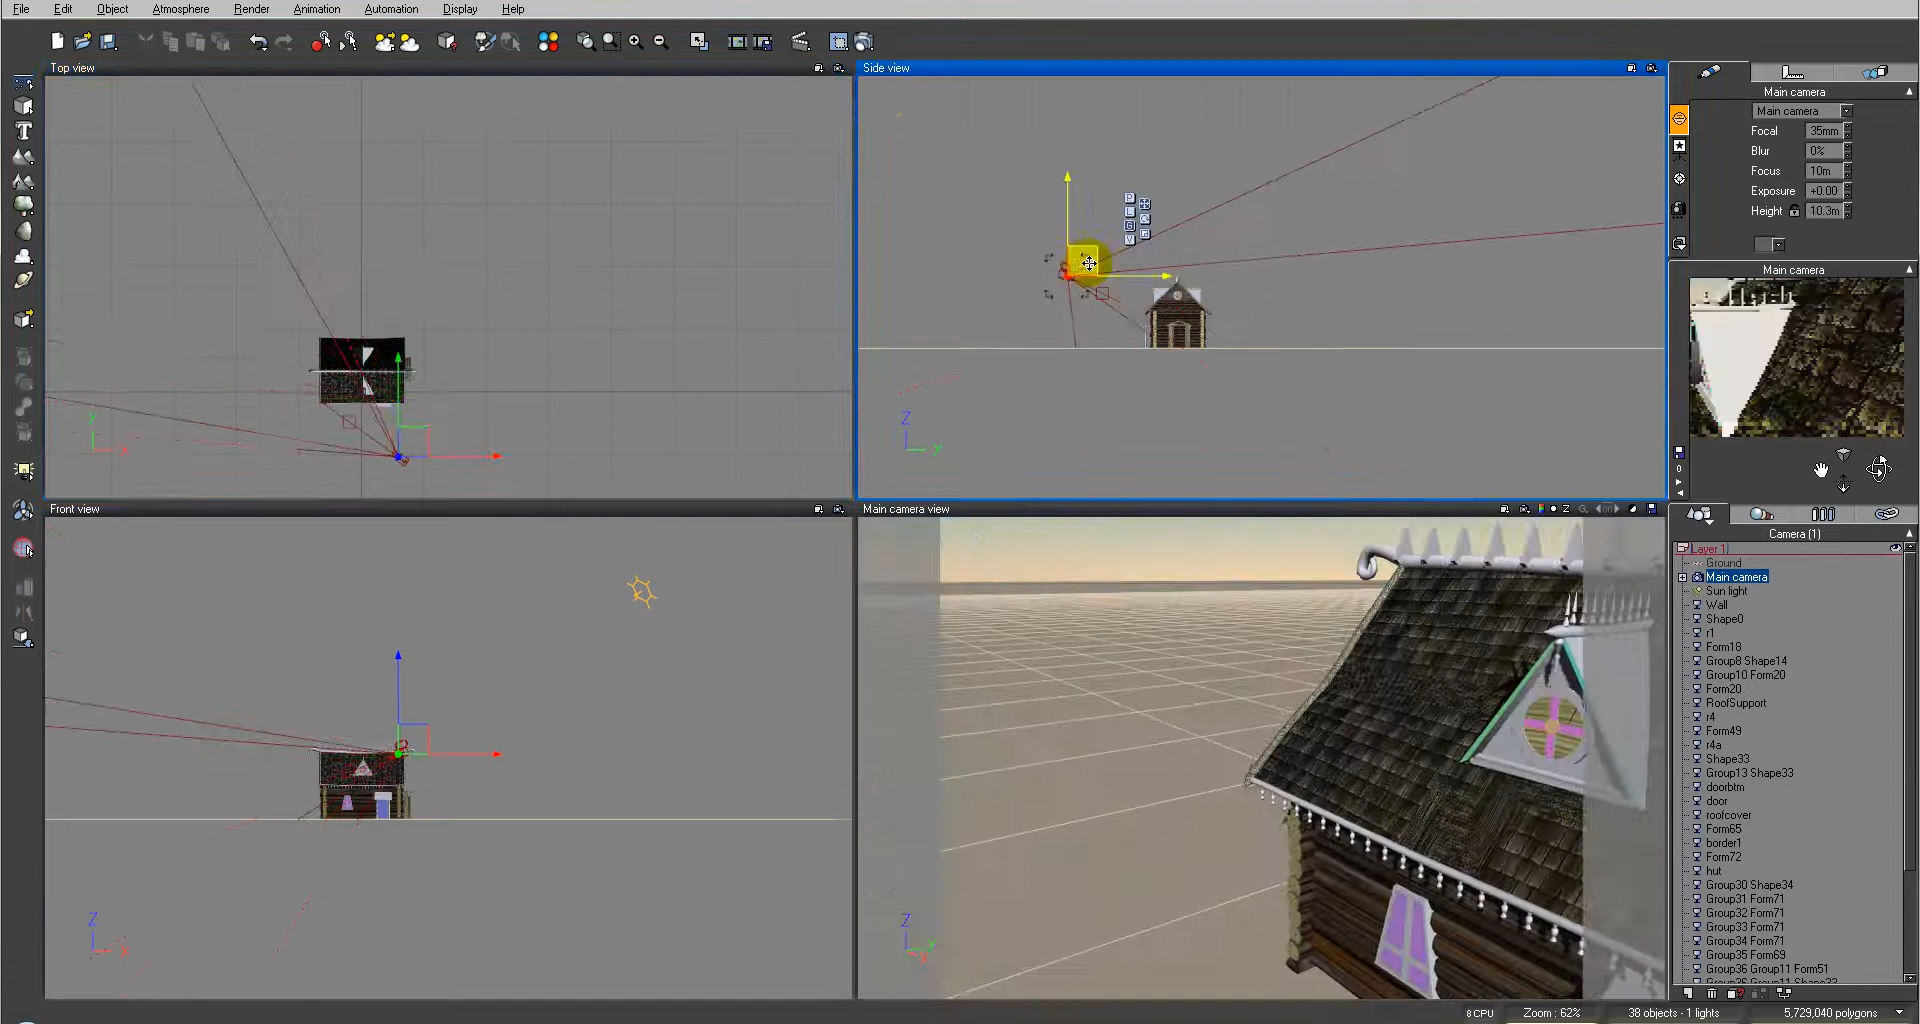 File Edit Object Atmosphere Render Animation Automation Display Help
Top view
Side view
Main camera
Main camera
Focal 35mm
Blur 0%
Focus 10m
Exposure +0.00
Height 10.3m
P
L
G
V
Main camera
y
x
Z
y
0
Front view
Main camera view
Z
Camera (1)
Layer 1
Ground
Main camera
Sun light
Wall
Shape0
r1
Form18
Group8 Shape14
Group10 Form20
Form20
RoofSupport
r4
Form49
r4a
Shape33
Group13 Shape33
doorbtm
door
roofcover
Form65
border1
Form72
hut
Group30 Shape34
Group31 Form71
Group32 Form71
Group33 Form71
Group34 Form71
Group35 Form69
Group36 Group11 Form51
Group36 Group11 Shape33
Z
x
Z
8 CPU Zoom : 62% 38 objects - 1 lights 5,729,040 polygons